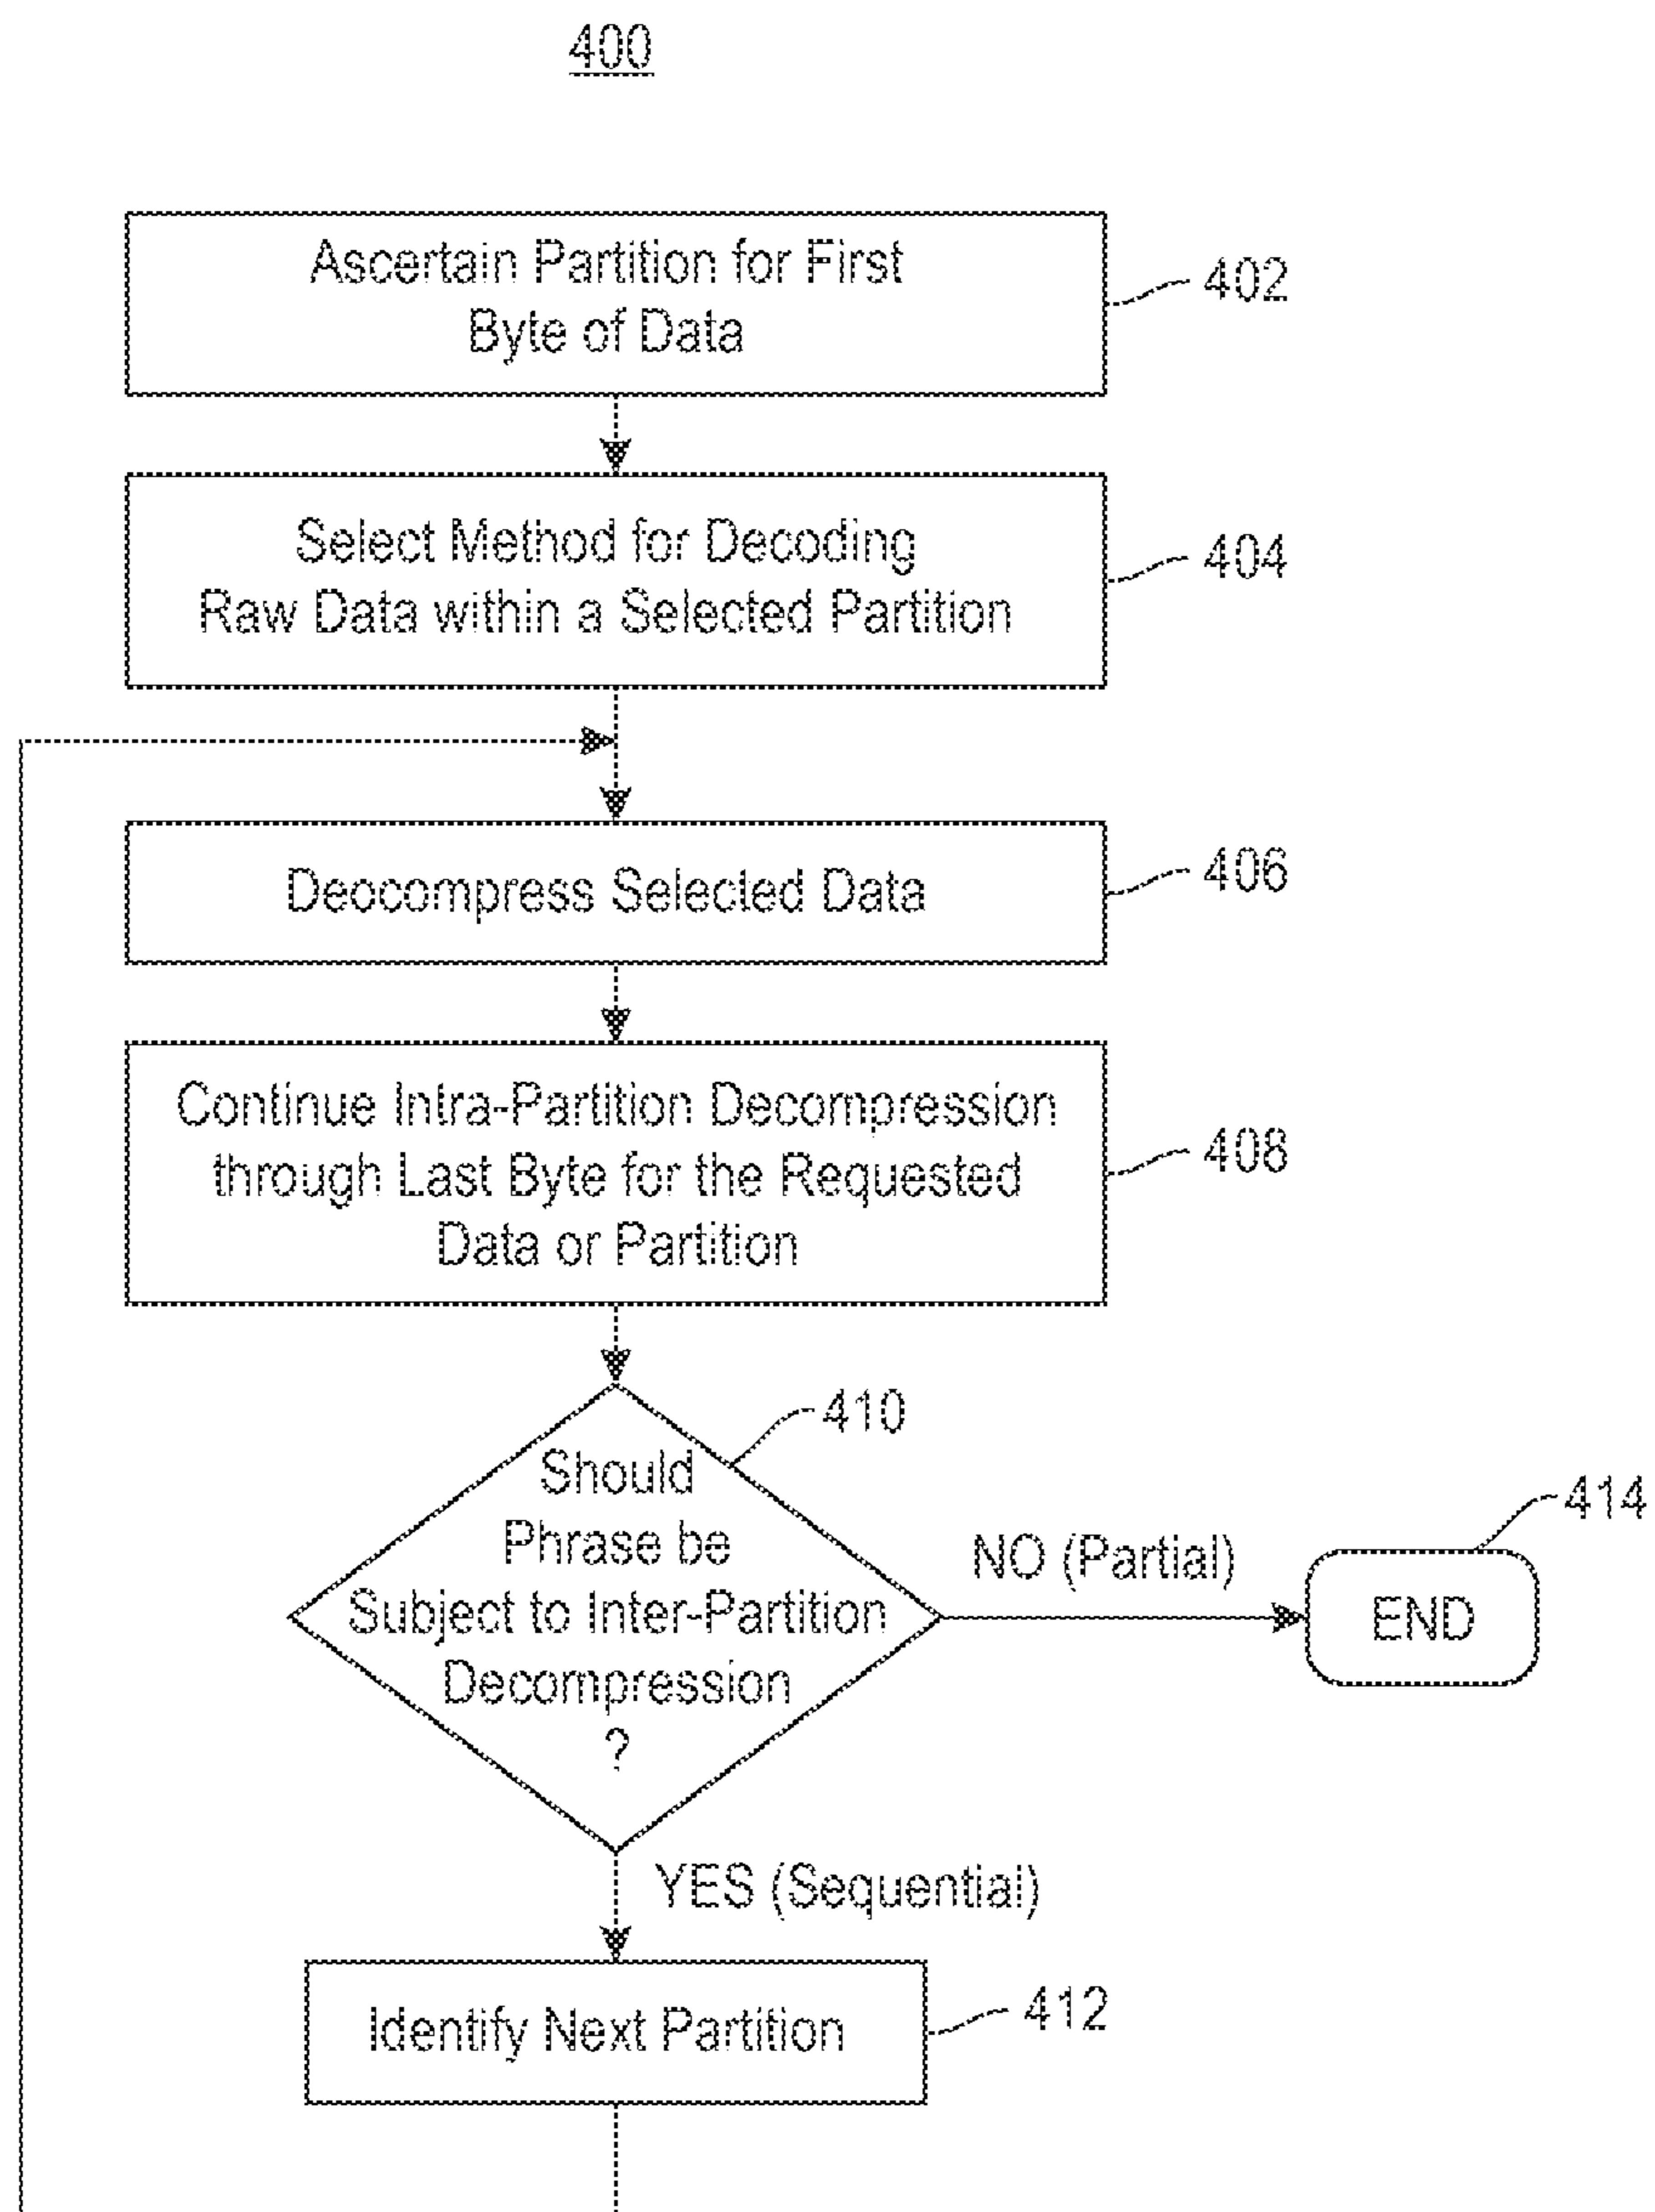 400
Ascertain Partition for First
Byte of Data
402
Select Method for Decoding
Raw Data within a Selected Partition
404
Deocompress Selected Data
406
Continue Intra-Partition Decompression
through Last Byte for the Requested
Data or Partition
408
410
Should
Phrase be
Subject to Inter-Partition
Decompression
?
NO (Partial)
414
END
YES (Sequential)
Identify Next Partition
412